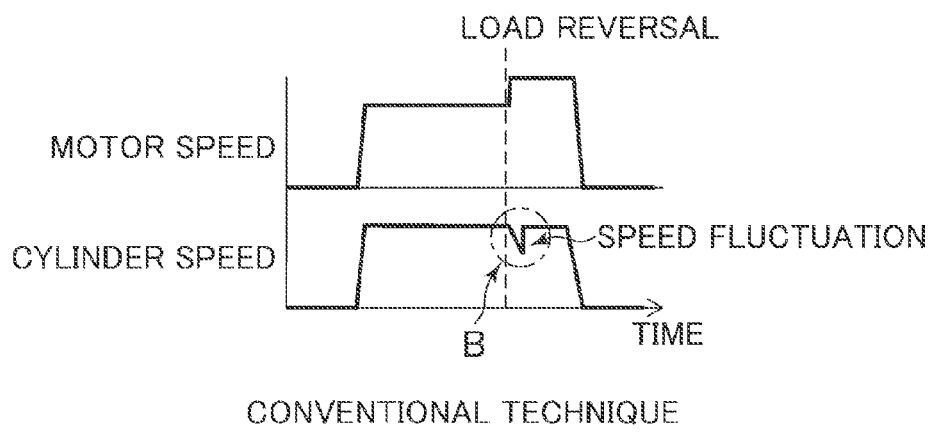 LOAD REVERSAL
MOTOR SPEED
CYLINDER SPEED
SPEED FLUCTUATION
B
TIME
CONVENTIONAL TECHNIQUE